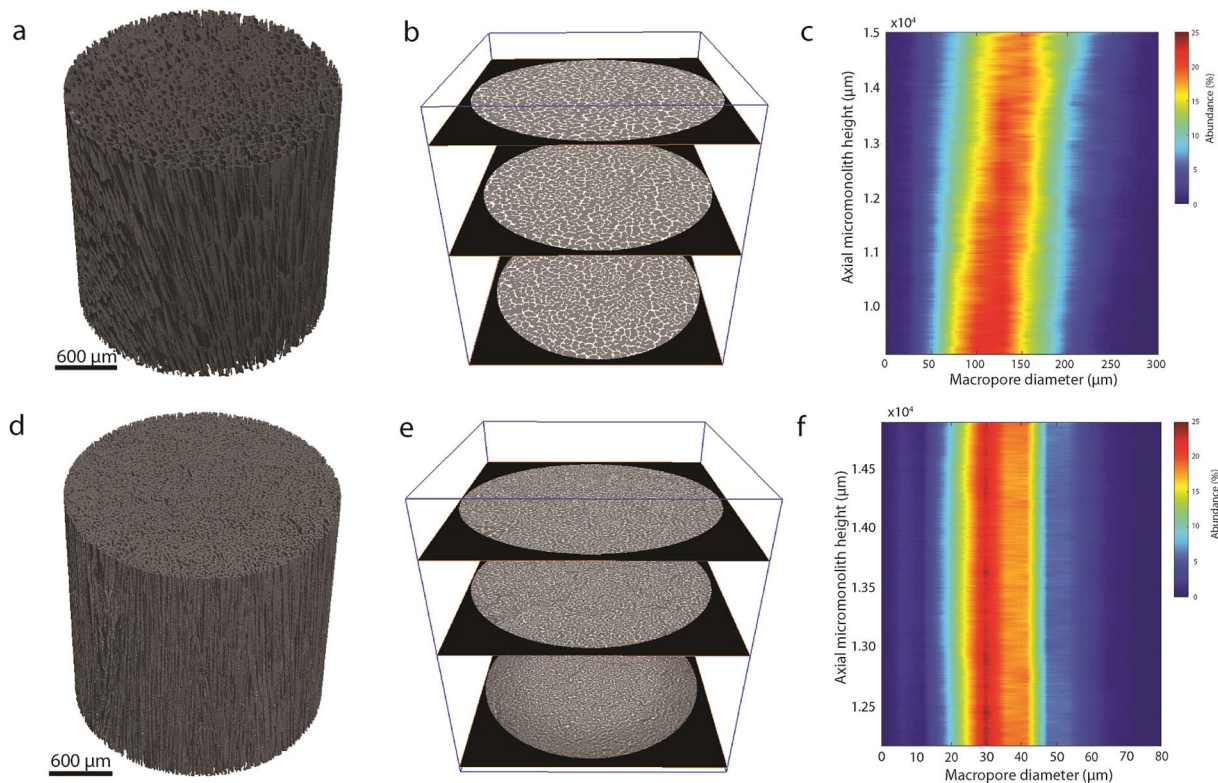 a
600 µm
b
c
x10⁴
Axial micromonolith height (µm)
1.5
1.4
1.3
1.2
1.1
1.0
0
50
100
150
200
250
300
Macropore diameter (µm)
25
20
15
10
5
0
Abundance (%)
d
600 µm
e
f
x10⁴
Axial micromonolith height (µm)
1.45
1.40
1.35
1.30
1.25
0
10
20
30
40
50
60
70
80
Macropore diameter (µm)
25
20
15
10
5
0
Abundance (%)